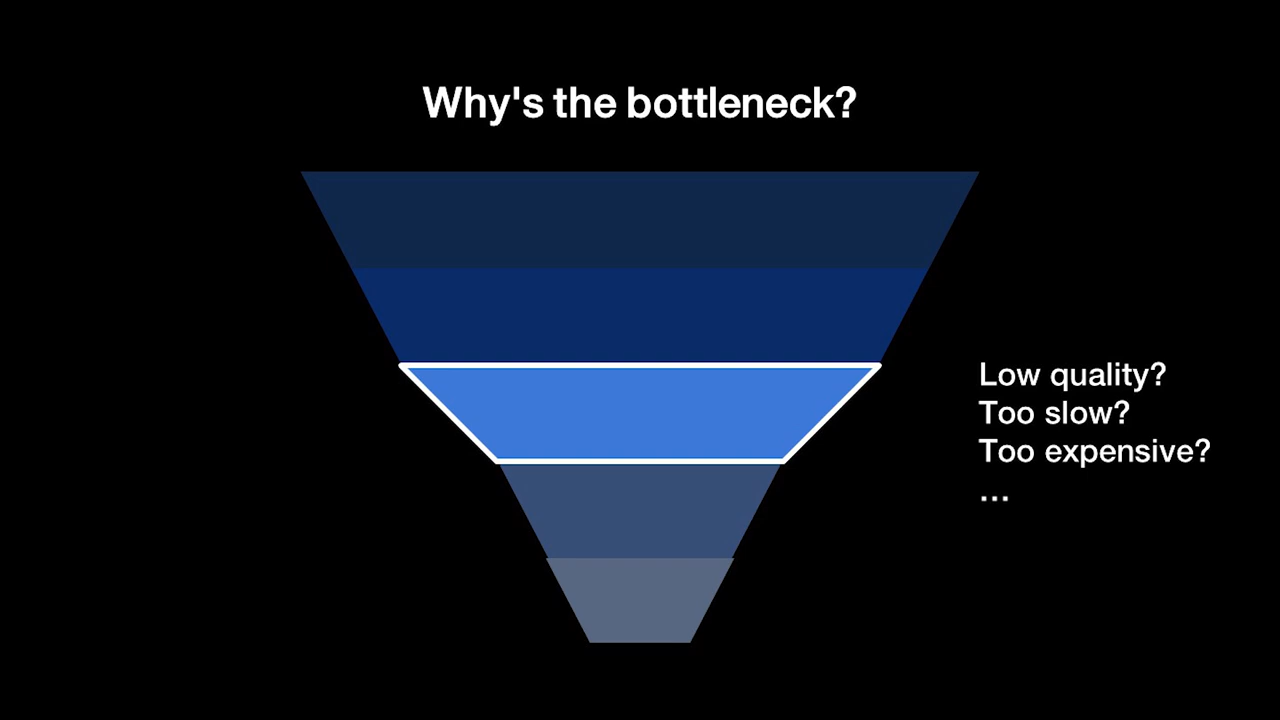 Why's the bottleneck?
Low quality?
Too slow?
Too expensive?
...